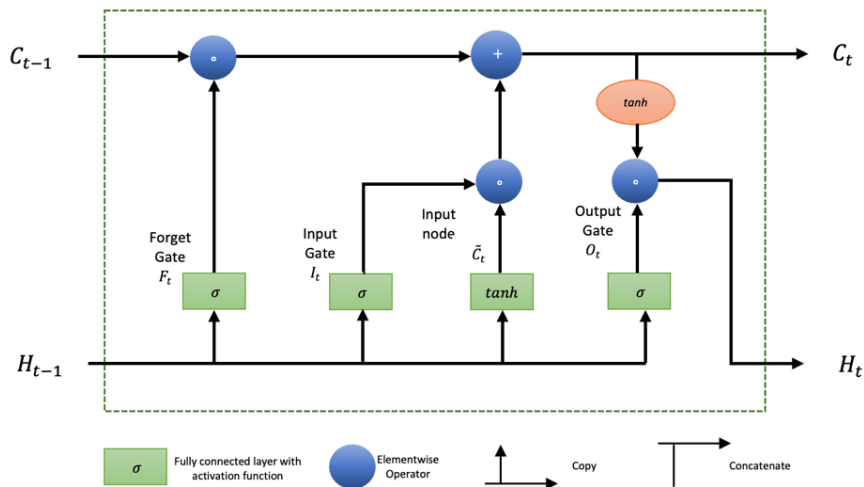 C_{t-1}
∘
+
C_t
tanh
∘
∘
Forget
Gate
F_t
Input
Gate
I_t
Input
node
C̃_t
Output
Gate
O_t
σ
σ
tanh
σ
H_{t-1}
H_t
σ
Fully connected layer with
activation function
Elementwise
Operator
Copy
Concatenate